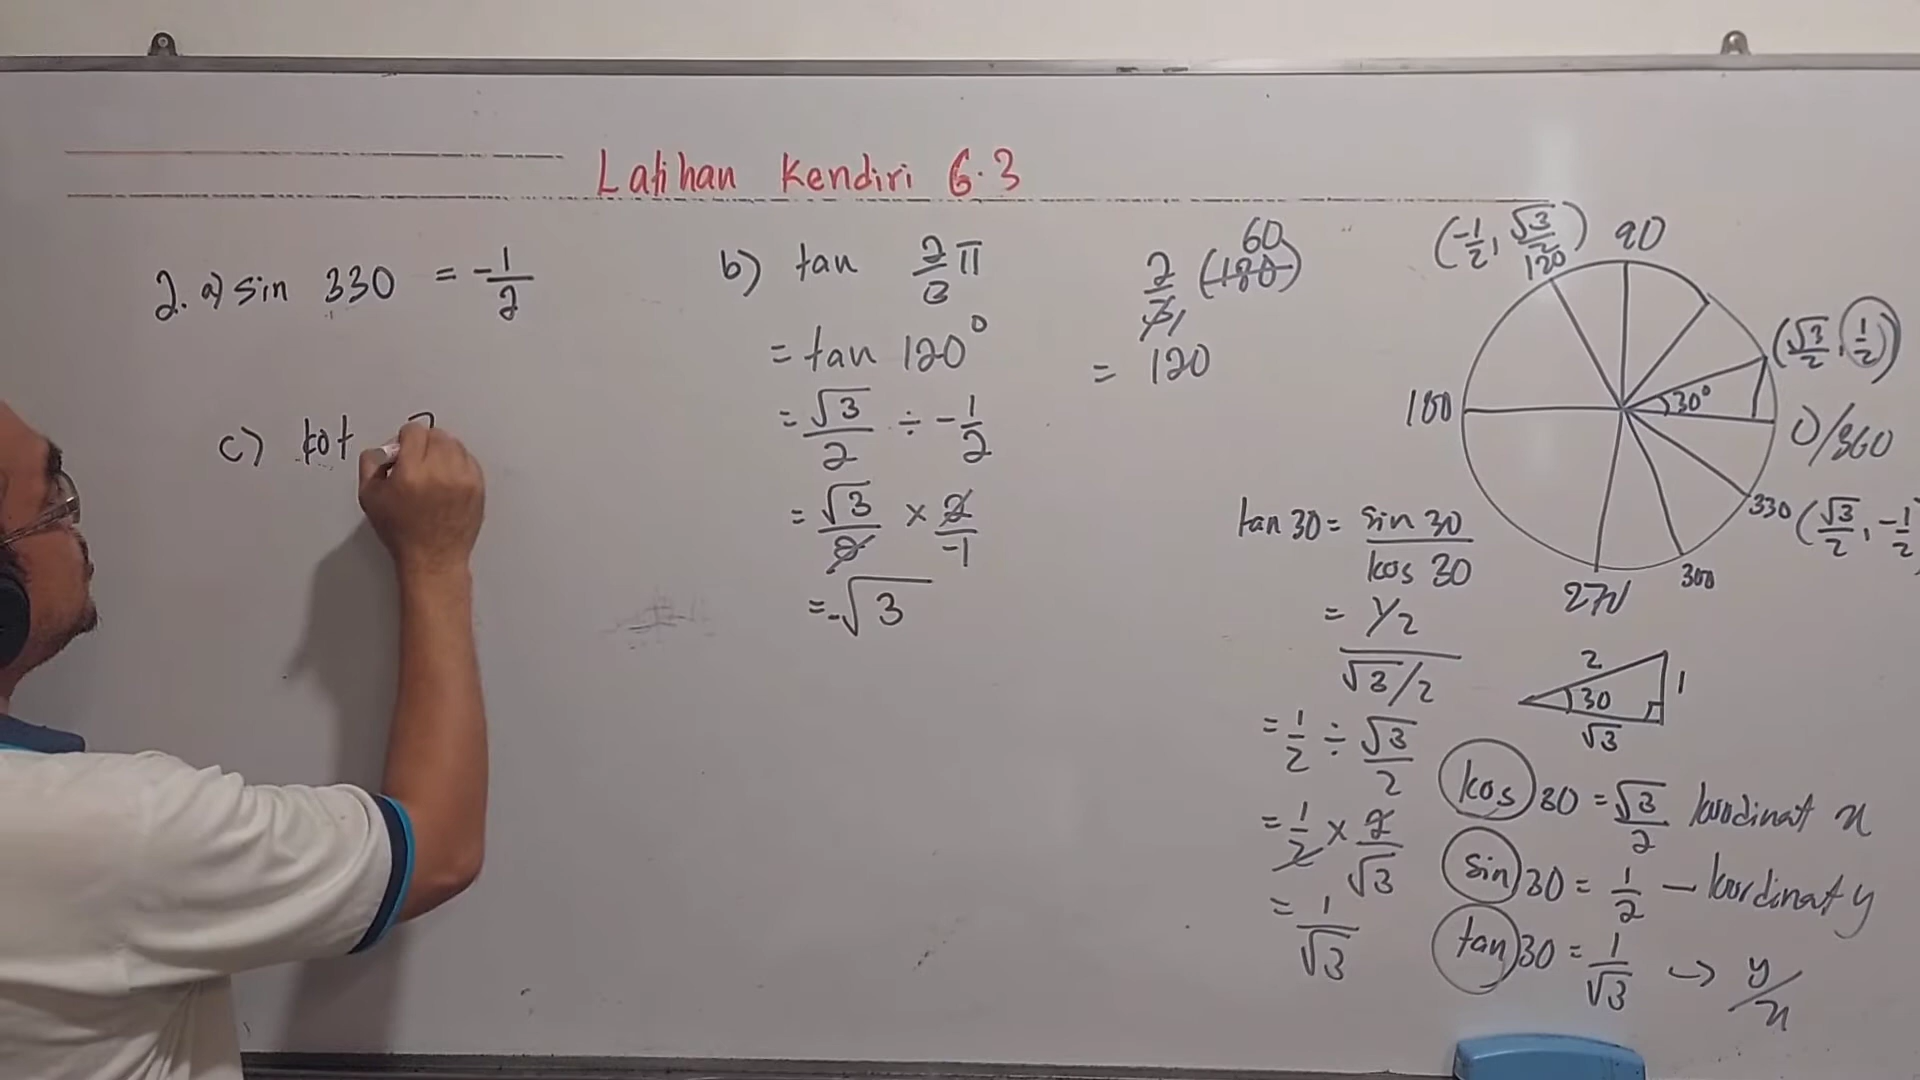 Latihan Kendiri 6.3
2. a) sin 330 = -1/2
b) tan 2/3 π
= tan 120°
= √3/2 ÷ -1/2
= √3/2 × 2/-1
= -√3
2/3 (180) 60
1
= 120
c) kot
(-1/2, √3/2)
120
90
(√3/2, 1/2)
30°
180
0/360
330 (√3/2, -1/2)
300
270
tan 30 = sin 30/kos 30
= 1/2/√3/2
= 1/2 ÷ √3/2
= 1/2 × 2/√3
= 1/√3
2
30
1
√3
kos 30 = √3/2 koordinat x
sin 30 = 1/2 – koordinat y
tan 30 = 1/√3 → y/x